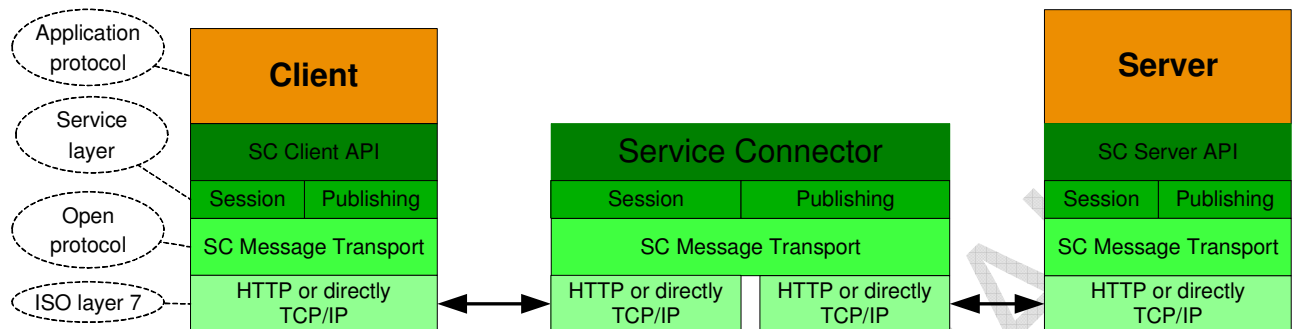 Application
protocol
Service
layer
Open
protocol
ISO layer 7
Client
SC Client API
Session
Publishing
SC Message Transport
HTTP or directly
TCP/IP
Service Connector
Session
Publishing
SC Message Transport
HTTP or directly
TCP/IP
HTTP or directly
TCP/IP
Server
SC Server API
Session
Publishing
SC Message Transport
HTTP or directly
TCP/IP